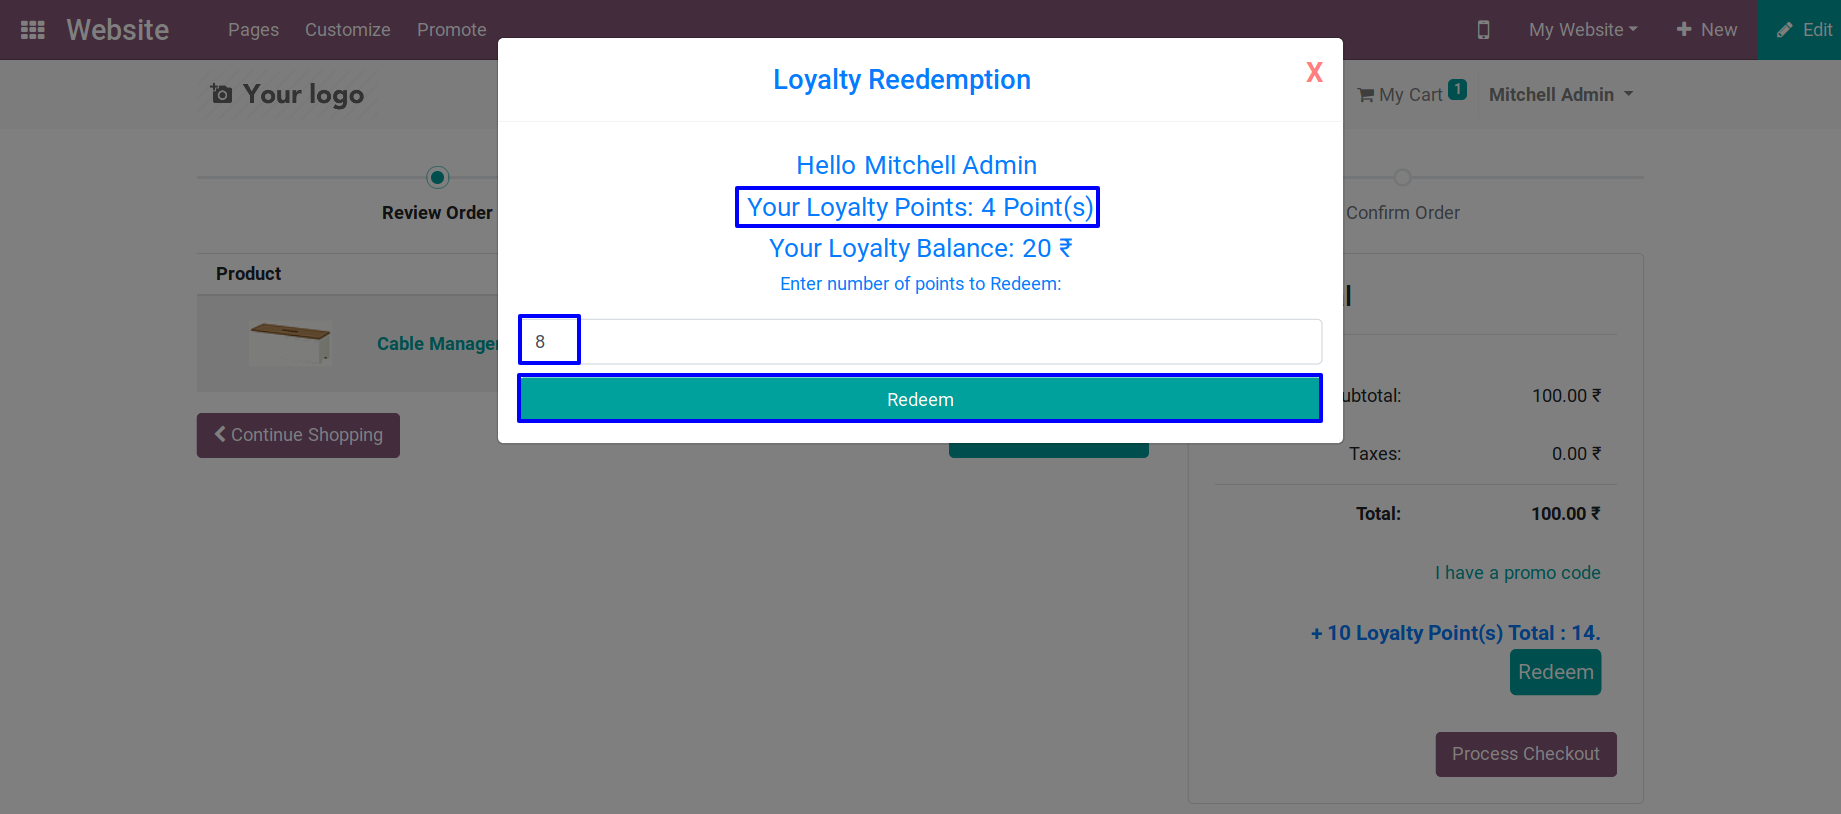 Website
Pages
Customize
Promote
My Website
New
Edit
Your logo
My Cart 1
Mitchell Admin
Loyalty Reedemption
X
Hello Mitchell Admin
Your Loyalty Points: 4 Point(s)
Your Loyalty Balance: 20 ₹
Enter number of points to Redeem:
8
Redeem
Review Order
Confirm Order
Product
Cable Manage
Continue Shopping
ubtotal:
100.00 ₹
Taxes:
0.00 ₹
Total:
100.00 ₹
I have a promo code
+ 10 Loyalty Point(s) Total : 14.
Redeem
Process Checkout